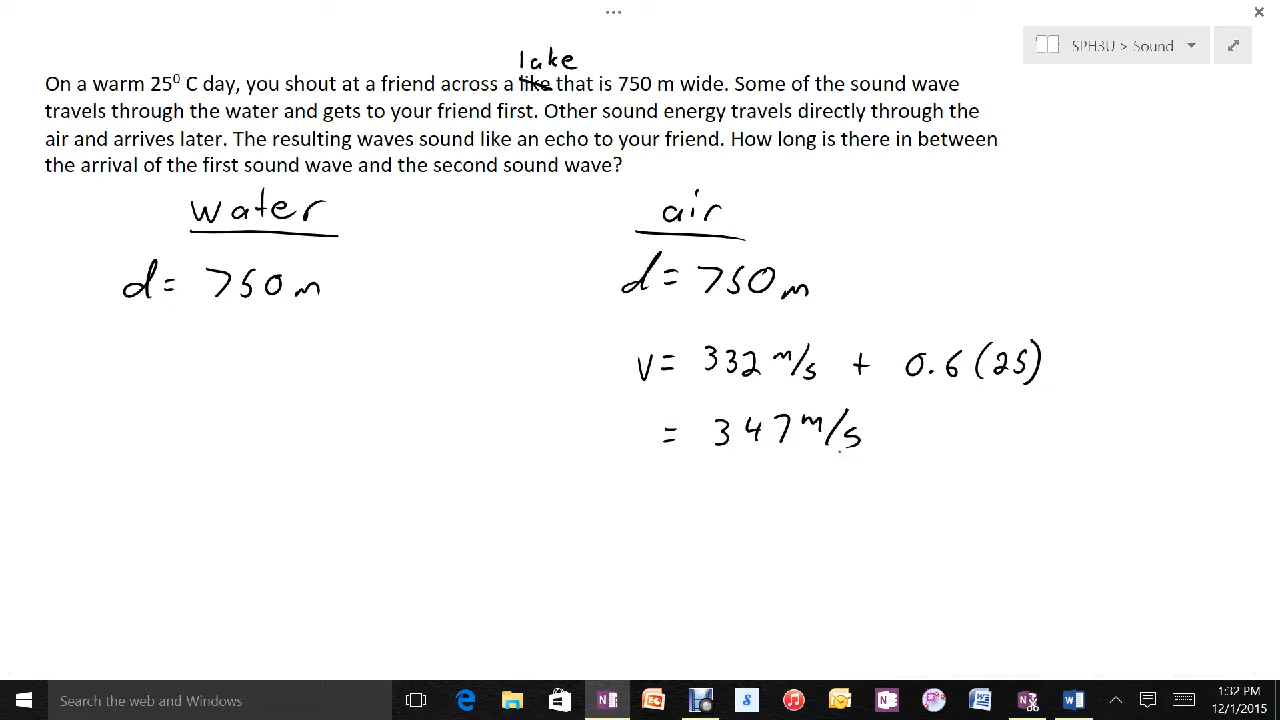 SPH3U > Sound
lake
On a warm 25⁰ C day, you shout at a friend across a like that is 750 m wide. Some of the sound wave
travels through the water and gets to your friend first. Other sound energy travels directly through the
air and arrives later. The resulting waves sound like an echo to your friend. How long is there in between
the arrival of the first sound wave and the second sound wave?
water
d = 750 m
air
d = 750 m
v = 332 m/s + 0.6 (25)
= 347 m/s
Search the web and Windows
1:32 PM
12/1/2015